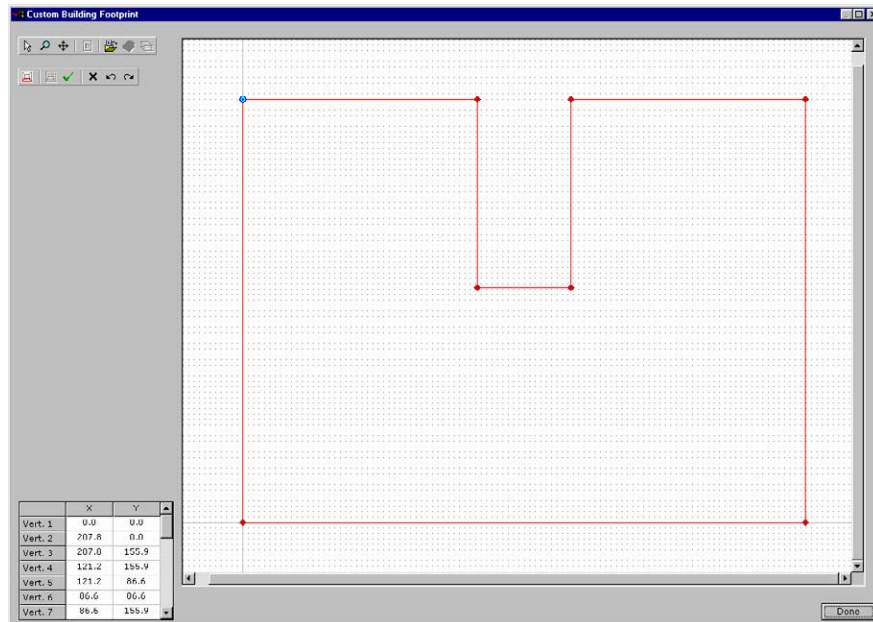 Custom Building Footprint
X Y
Vert. 1 0.0 0.0
Vert. 2 207.8 0.0
Vert. 3 207.8 155.9
Vert. 4 121.2 155.9
Vert. 5 121.2 86.6
Vert. 6 86.6 86.6
Vert. 7 86.6 155.9
Done